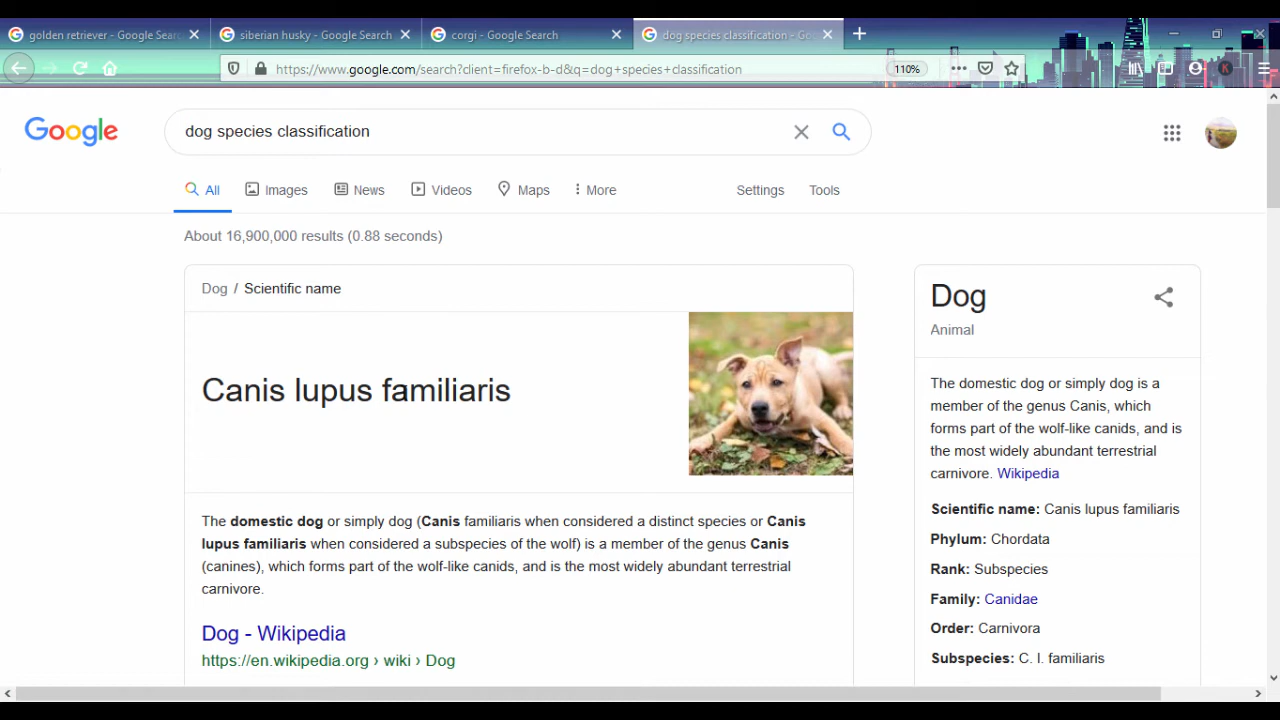 golden retriever - Google Sear
siberian husky - Google Search
corgi - Google Search
dog species classification - Go
https://www.google.com/search?client=firefox-b-d&q=dog+species+classification
110%
Google
dog species classification
All
Images
News
Videos
Maps
More
Settings
Tools
About 16,900,000 results (0.88 seconds)
Dog / Scientific name
Canis lupus familiaris
The domestic dog or simply dog (Canis familiaris when considered a distinct species or Canis
lupus familiaris when considered a subspecies of the wolf) is a member of the genus Canis
(canines), which forms part of the wolf-like canids, and is the most widely abundant terrestrial
carnivore.
Dog - Wikipedia
https://en.wikipedia.org › wiki › Dog
Dog
Animal
The domestic dog or simply dog is a
member of the genus Canis, which
forms part of the wolf-like canids, and is
the most widely abundant terrestrial
carnivore. Wikipedia
Scientific name: Canis lupus familiaris
Phylum: Chordata
Rank: Subspecies
Family: Canidae
Order: Carnivora
Subspecies: C. l. familiaris